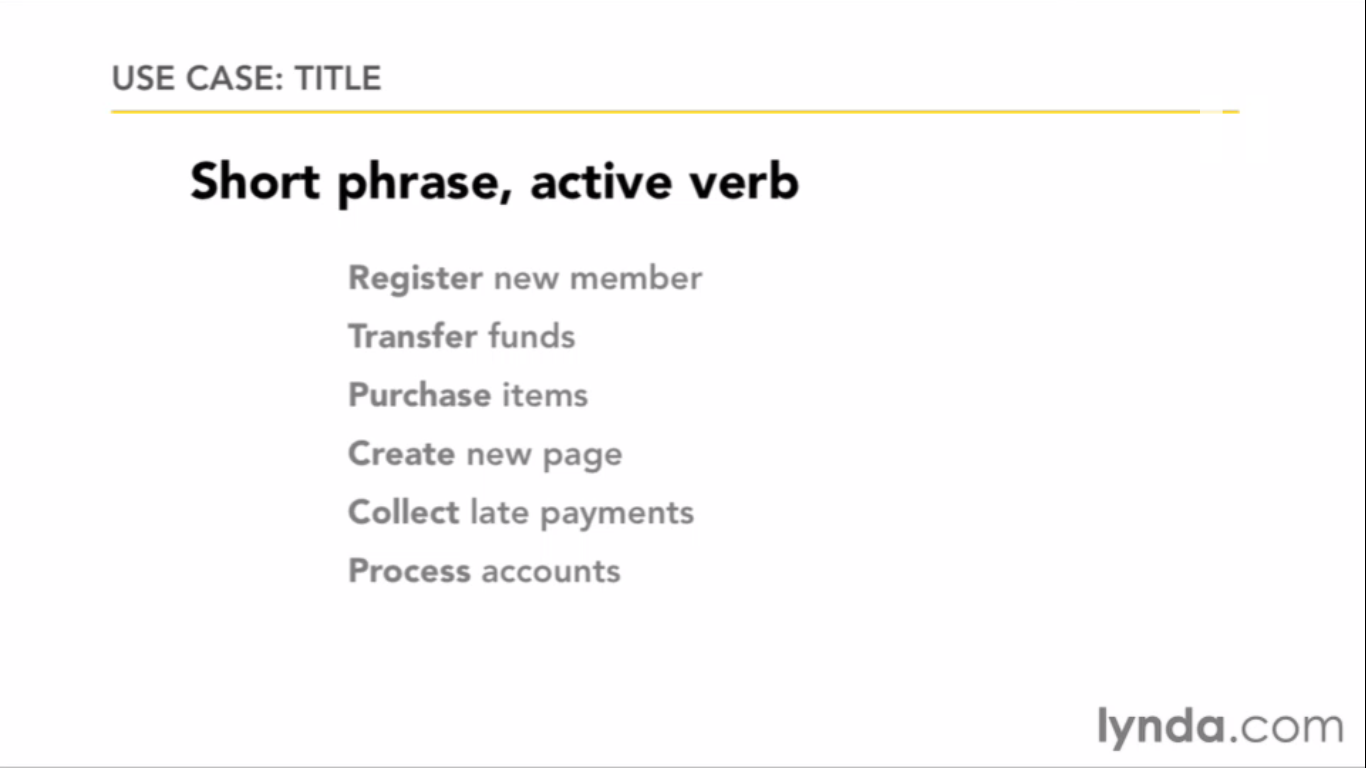 USE CASE: TITLE
Short phrase, active verb
Register new member
Transfer funds
Purchase items
Create new page
Collect late payments
Process accounts
lynda.com